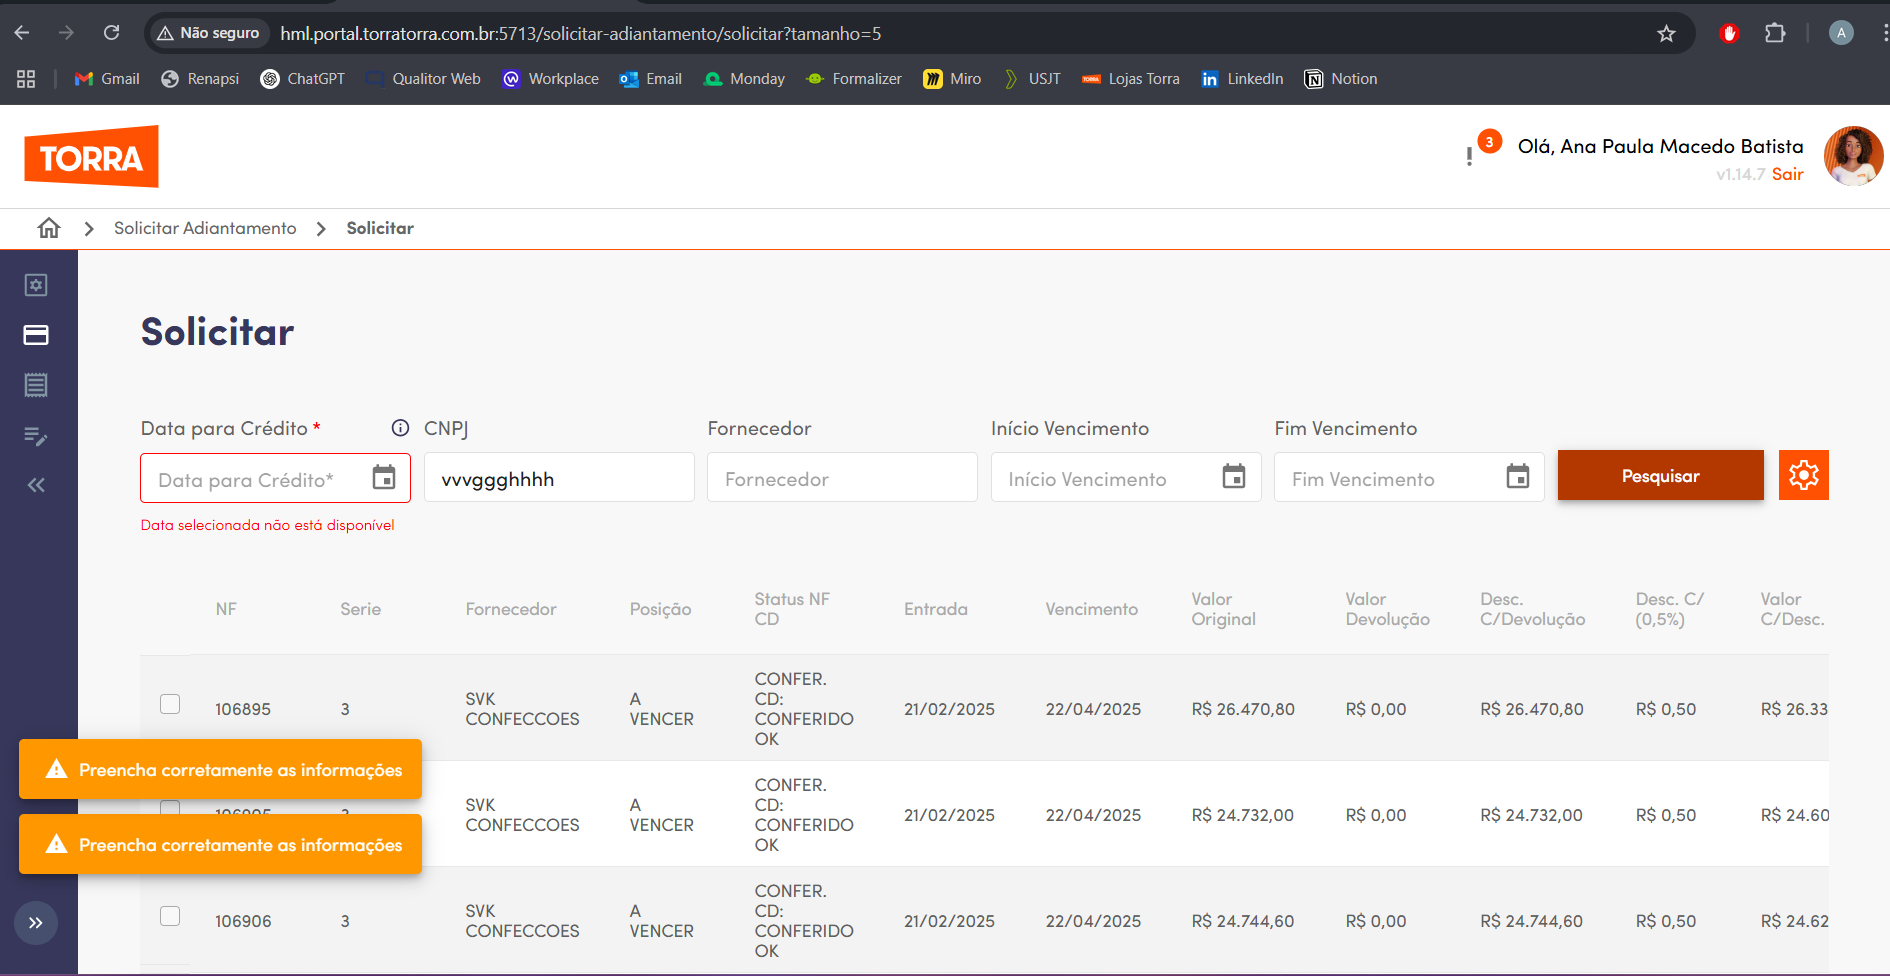 Não seguro
hml.portal.torratorra.com.br:5713/solicitar-adiantamento/solicitar?tamanho=5
A
Gmail
Renapsi
ChatGPT
Qualitor Web
Workplace
Email
Monday
Formalizer
Miro
USJT
Lojas Torra
LinkedIn
Notion
TORRA
3
Olá, Ana Paula Macedo Batista
v1.14.7 Sair
Solicitar Adiantamento
Solicitar
Solicitar
Data para Crédito *
CNPJ
Fornecedor
Início Vencimento
Fim Vencimento
Data para Crédito*
vvvggghhhh
Fornecedor
Início Vencimento
Fim Vencimento
Pesquisar
Data selecionada não está disponível
NF
Serie
Fornecedor
Posição
Status NF
CD
Entrada
Vencimento
Valor
Original
Valor
Devolução
Desc.
C/Devolução
Desc. C/
(0,5%)
Valor
C/Desc.
106895
3
SVK
CONFECCOES
A
VENCER
CONFER.
CD:
CONFERIDO
OK
21/02/2025
22/04/2025
R$ 26.470,80
R$ 0,00
R$ 26.470,80
R$ 0,50
R$ 26.33
SVK
CONFECCOES
A
VENCER
CONFER.
CD:
CONFERIDO
OK
21/02/2025
22/04/2025
R$ 24.732,00
R$ 0,00
R$ 24.732,00
R$ 0,50
R$ 24.60
106906
3
SVK
CONFECCOES
A
VENCER
CONFER.
CD:
CONFERIDO
OK
21/02/2025
22/04/2025
R$ 24.744,60
R$ 0,00
R$ 24.744,60
R$ 0,50
R$ 24.62
Preencha corretamente as informações
Preencha corretamente as informações